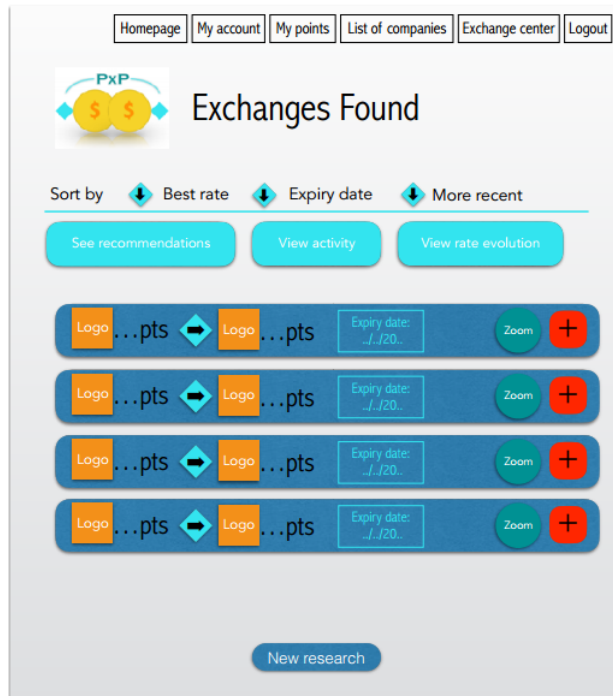 Homepage My account My points List of companies Exchange center Logout
PxP
$ $
Exchanges Found
Sort by Best rate Expiry date More recent
See recommendations View activity View rate evolution
Logo ...pts Logo ...pts Expiry date: Zoom +
../../20..
Logo ...pts Logo ...pts Expiry date: Zoom +
../../20..
Logo ...pts Logo ...pts Expiry date: Zoom +
../../20..
Logo ...pts Logo ...pts Expiry date: Zoom +
../../20..
New research